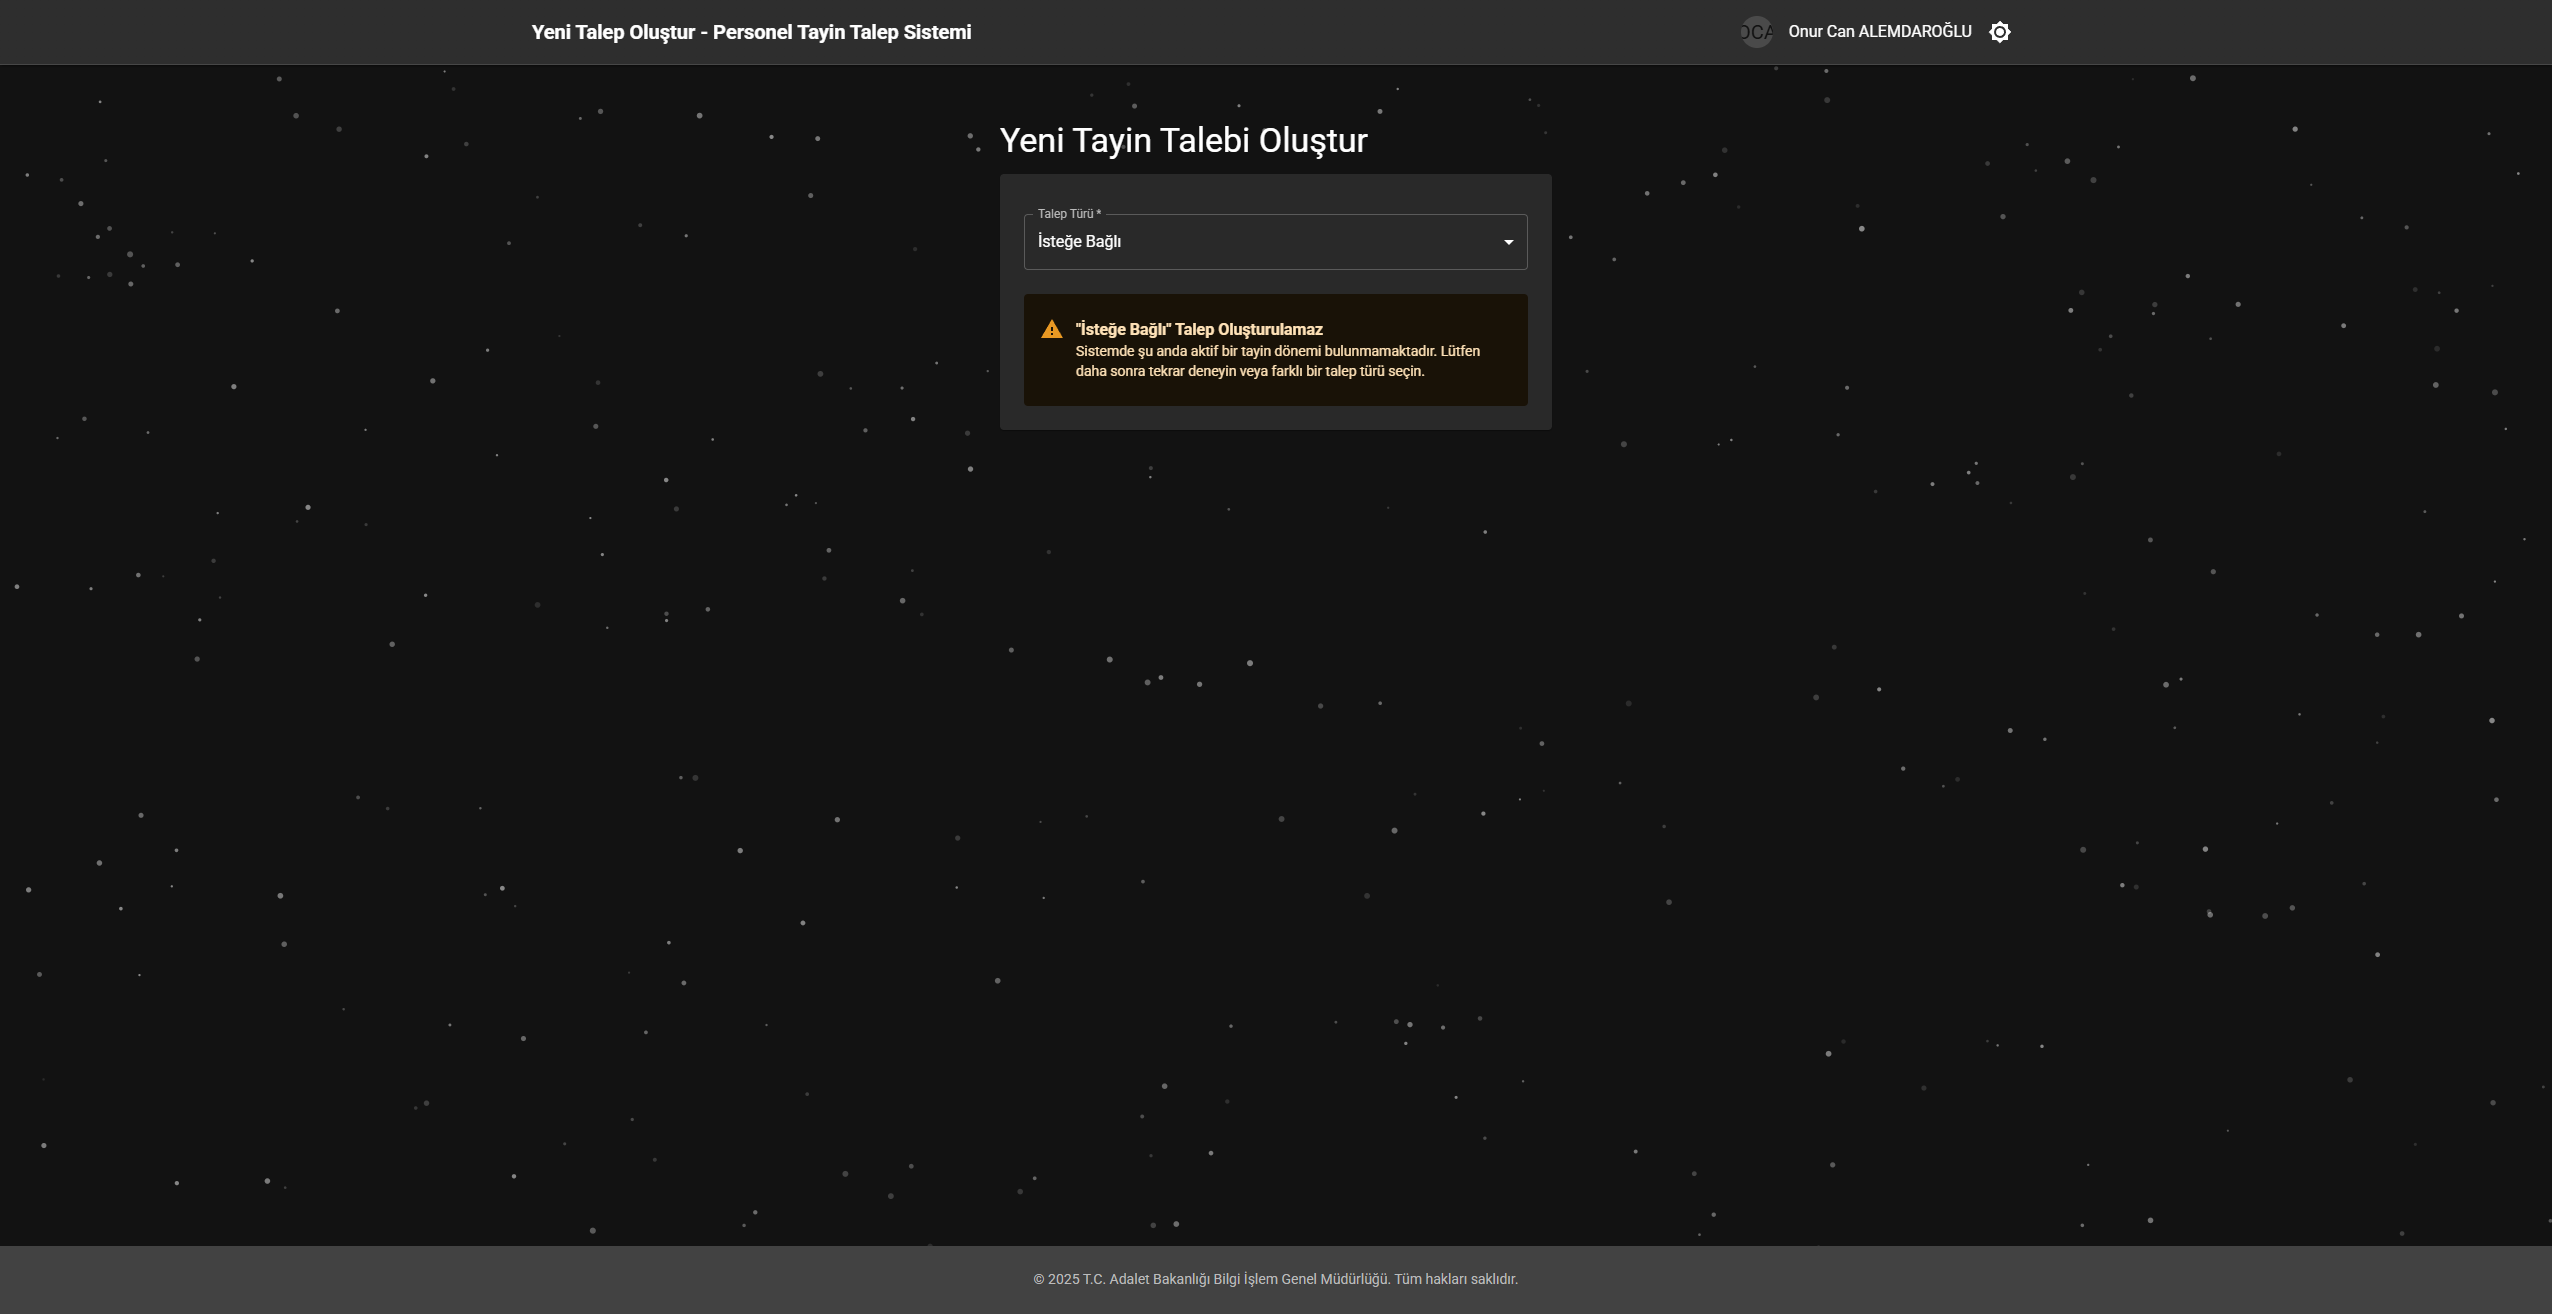 Yeni Talep Oluştur - Personel Tayin Talep Sistemi
OCA
Onur Can ALEMDAROĞLU
Yeni Tayin Talebi Oluştur
Talep Türü *
İsteğe Bağlı
"İsteğe Bağlı" Talep Oluşturulamaz
Sistemde şu anda aktif bir tayin dönemi bulunmamaktadır. Lütfen
daha sonra tekrar deneyin veya farklı bir talep türü seçin.
© 2025 T.C. Adalet Bakanlığı Bilgi İşlem Genel Müdürlüğü. Tüm hakları saklıdır.